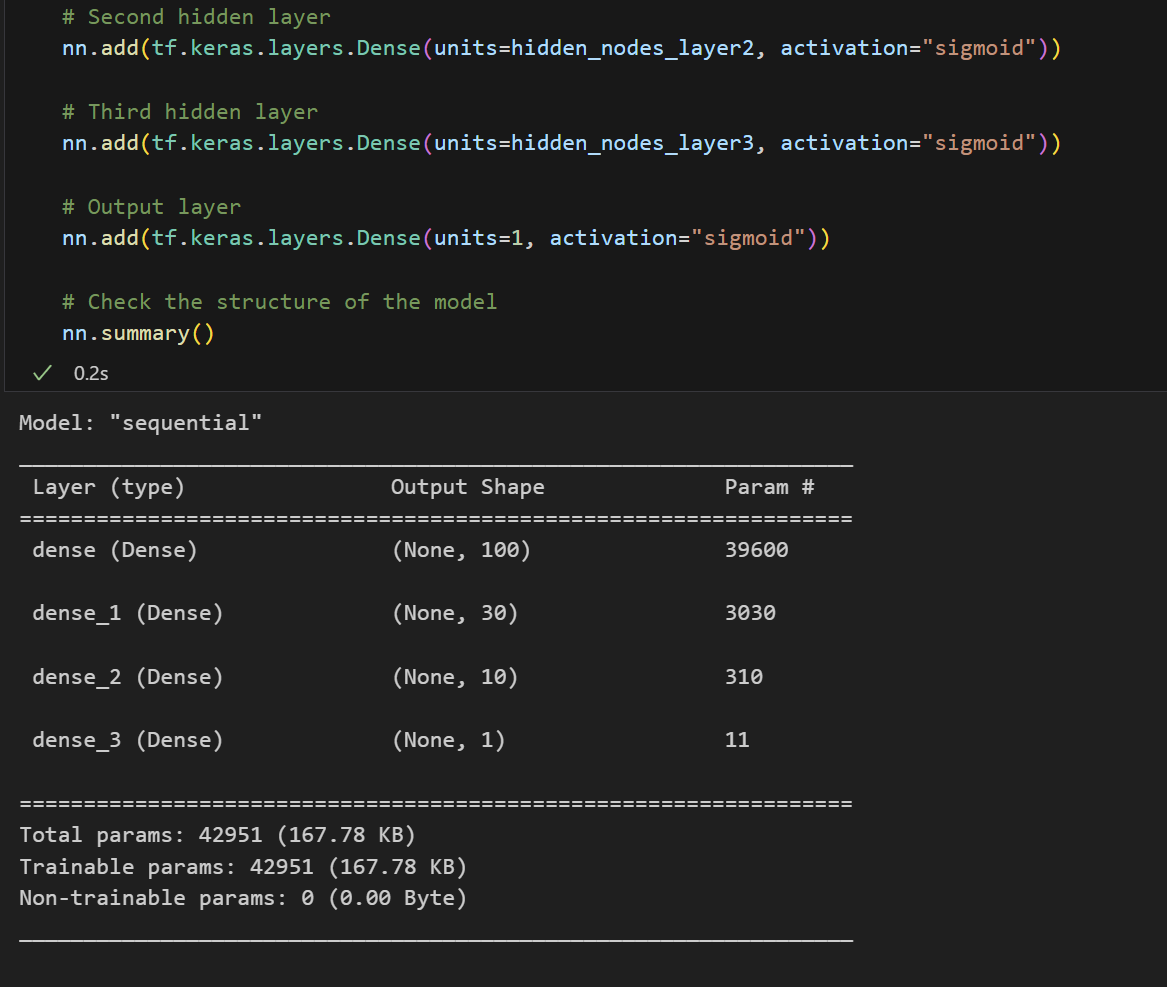 # Second hidden layer
nn.add(tf.keras.layers.Dense(units=hidden_nodes_layer2, activation="sigmoid"))
# Third hidden layer
nn.add(tf.keras.layers.Dense(units=hidden_nodes_layer3, activation="sigmoid"))
# Output layer
nn.add(tf.keras.layers.Dense(units=1, activation="sigmoid"))
# Check the structure of the model
nn.summary()
✓ 0.2s
Model: "sequential"
_________________________________________________________________
Layer (type) Output Shape Param #
=================================================================
dense (Dense) (None, 100) 39600
dense_1 (Dense) (None, 30) 3030
dense_2 (Dense) (None, 10) 310
dense_3 (Dense) (None, 1) 11
=================================================================
Total params: 42951 (167.78 KB)
Trainable params: 42951 (167.78 KB)
Non-trainable params: 0 (0.00 Byte)
_________________________________________________________________